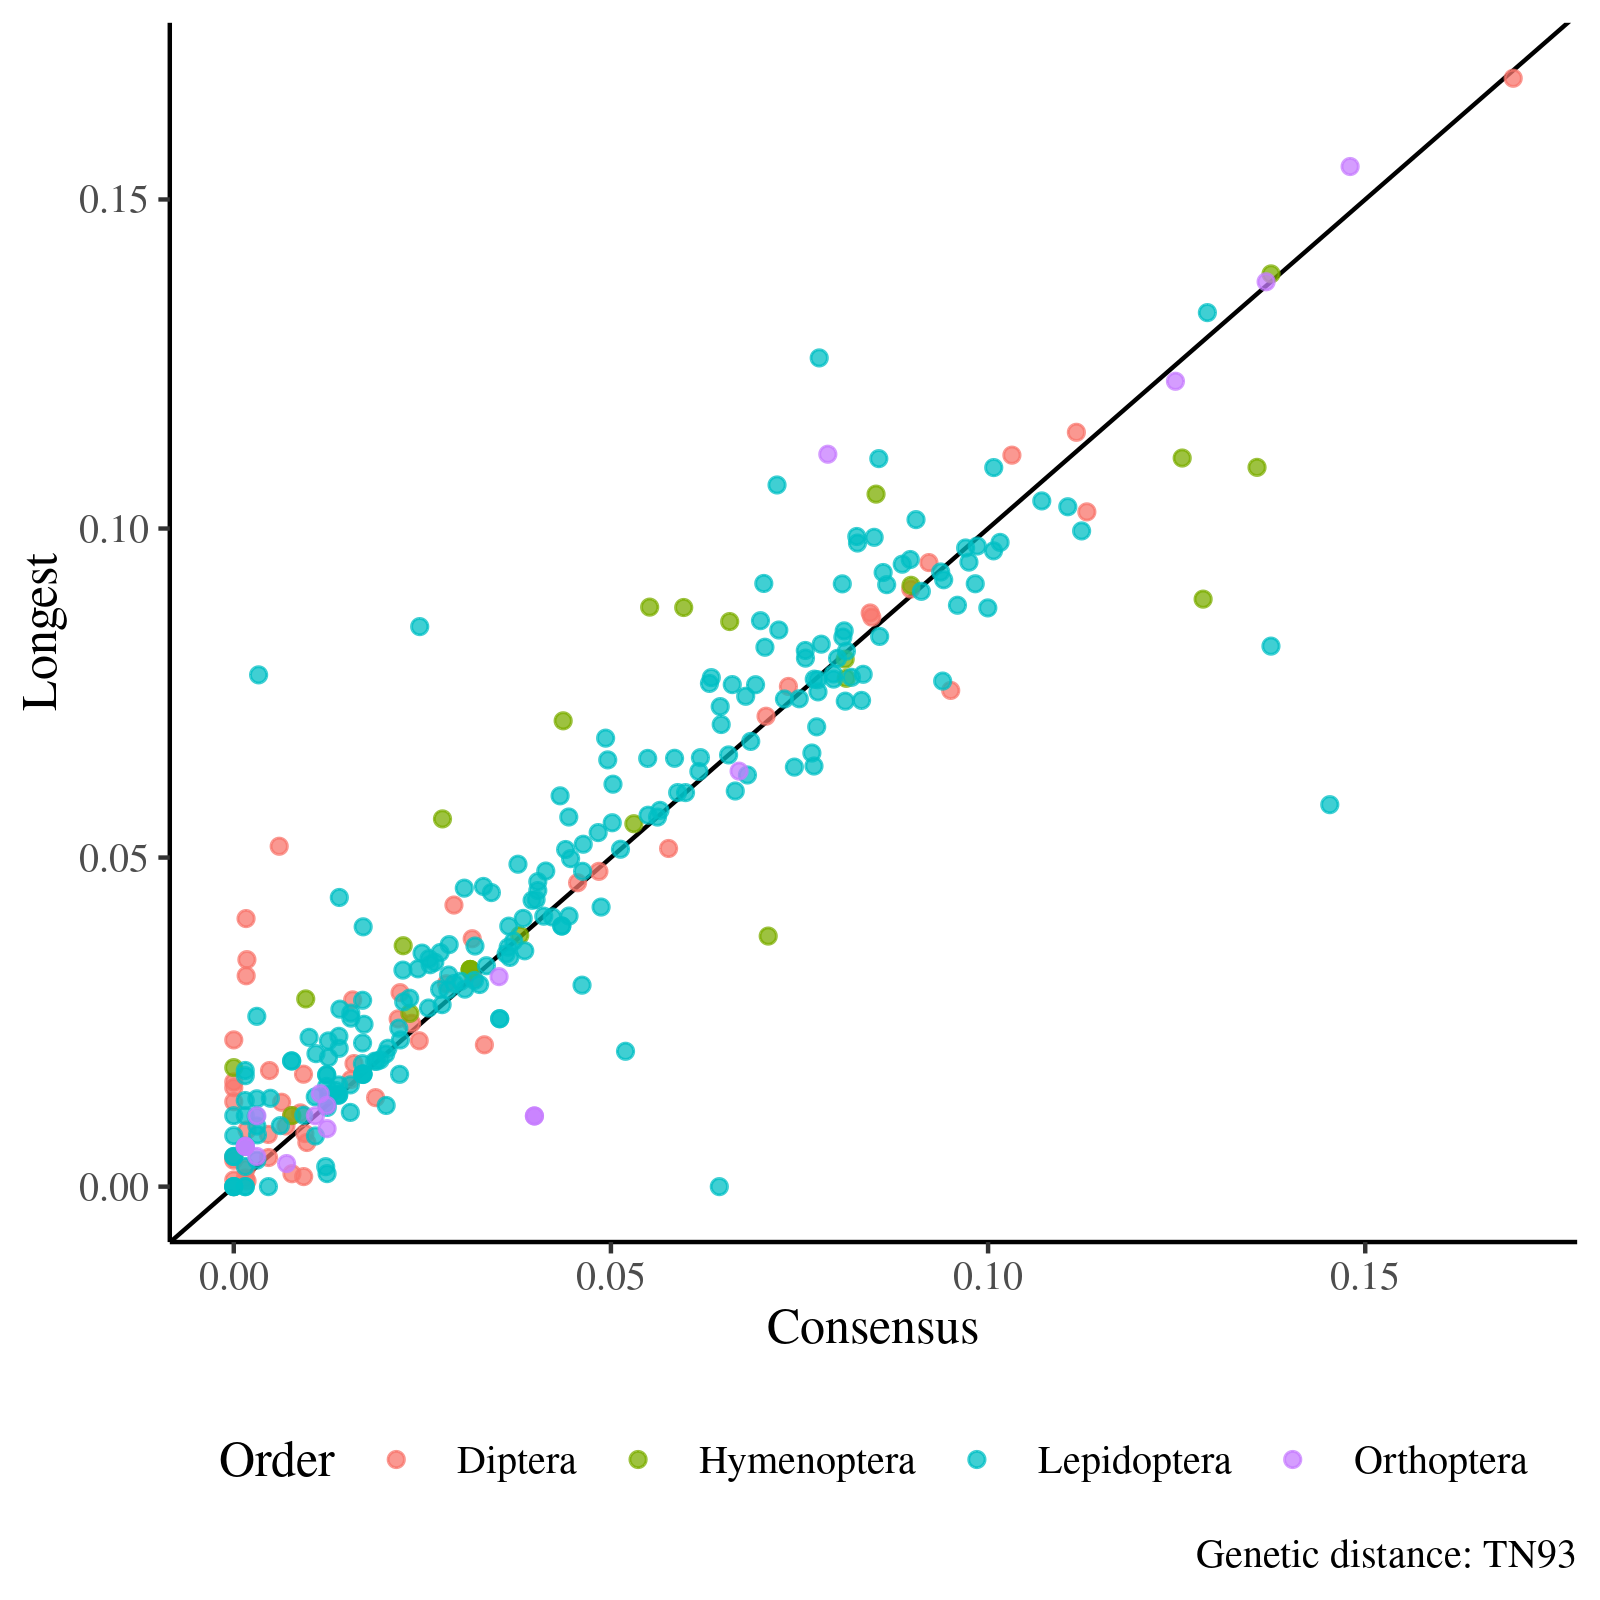 0.15
0.10
0.05
0.00
Longest
0.00 0.05 0.10 0.15
Consensus
Order Diptera Hymenoptera Lepidoptera Orthoptera
Genetic distance: TN93